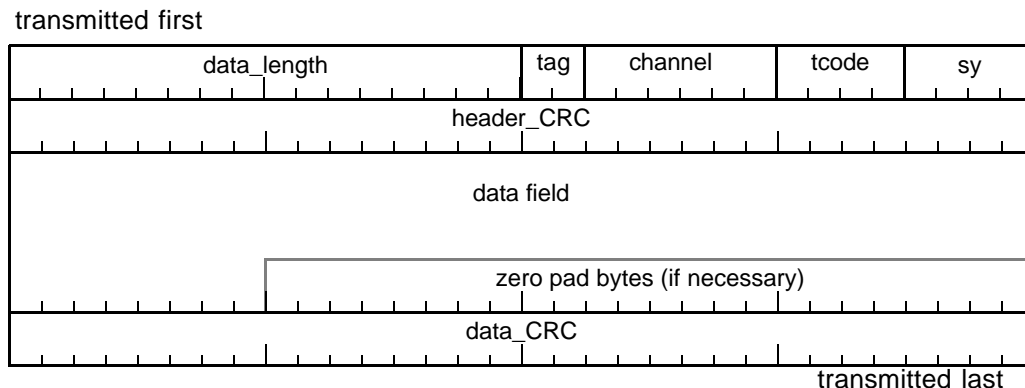 transmitted first
data_length tag channel tcode sy
header_CRC
data field
zero pad bytes (if necessary)
data_CRC
transmitted last